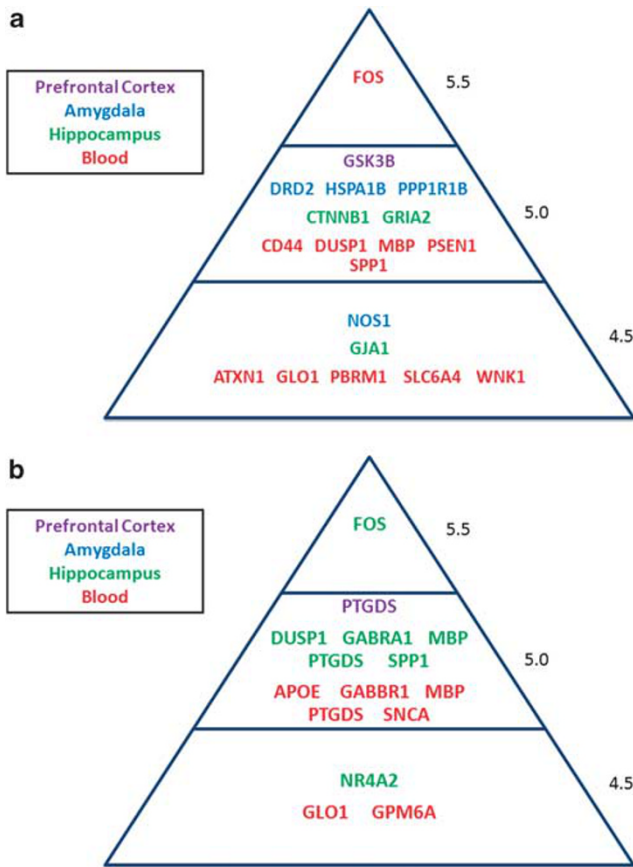 a
Prefrontal Cortex
Amygdala
Hippocampus
Blood
FOS
5.5
GSK3B
DRD2 HSPA1B PPP1R1B
CTNNB1 GRIA2
5.0
CD44 DUSP1 MBP PSEN1
SPP1
NOS1
4.5
GJA1
ATXN1 GLO1 PBRM1 SLC6A4 WNK1
b
Prefrontal Cortex
Amygdala
Hippocampus
Blood
FOS
5.5
PTGDS
DUSP1 GABRA1 MBP
PTGDS SPP1
5.0
APOE GABBR1 MBP
PTGDS SNCA
NR4A2
4.5
GLO1 GPM6A